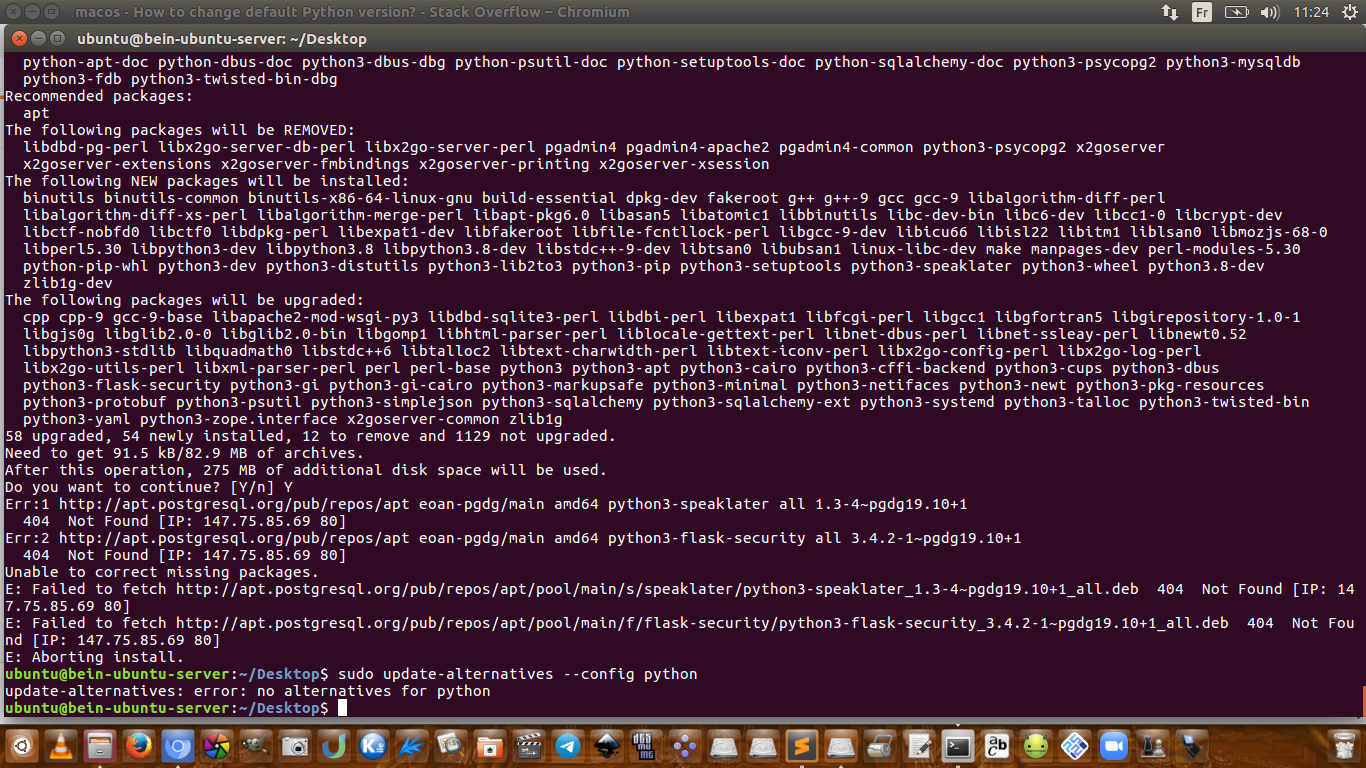 macos - How to change default Python version? - Stack Overflow – Chromium
Fr
11:24
ubuntu@bein-ubuntu-server: ~/Desktop
python-apt-doc python-dbus-doc python3-dbus-dbg python-psutil-doc python-setuptools-doc python-sqlalchemy-doc python3-psycopg2 python3-mysqldb
python3-fdb python3-twisted-bin-dbg
Recommended packages:
apt
The following packages will be REMOVED:
libdbd-pg-perl libx2go-server-db-perl libx2go-server-perl pgadmin4 pgadmin4-apache2 pgadmin4-common python3-psycopg2 x2goserver
x2goserver-extensions x2goserver-fmbindings x2goserver-printing x2goserver-xsession
The following NEW packages will be installed:
binutils binutils-common binutils-x86-64-linux-gnu build-essential dpkg-dev fakeroot g++ g++-9 gcc gcc-9 libalgorithm-diff-perl
libalgorithm-diff-xs-perl libalgorithm-merge-perl libapt-pkg6.0 libasan5 libatomic1 libbinutils libc-dev-bin libc6-dev libcc1-0 libcrypt-dev
libctf-nobfd0 libctf0 libdpkg-perl libexpat1-dev libfakeroot libfile-fcntllock-perl libgcc-9-dev libicu66 libisl22 libitm1 liblsan0 libmozjs-68-0
libperl5.30 libpython3-dev libpython3.8 libpython3.8-dev libstdc++-9-dev libtsan0 libubsan1 linux-libc-dev make manpages-dev perl-modules-5.30
python-pip-whl python3-dev python3-distutils python3-lib2to3 python3-pip python3-setuptools python3-speaklater python3-wheel python3.8-dev
zlib1g-dev
The following packages will be upgraded:
cpp cpp-9 gcc-9-base libapache2-mod-wsgi-py3 libdbd-sqlite3-perl libdbi-perl libexpat1 libfcgi-perl libgcc1 libgfortran5 libgirepository-1.0-1
libgjs0g libglib2.0-0 libglib2.0-bin libgomp1 libhtml-parser-perl liblocale-gettext-perl libnet-dbus-perl libnet-ssleay-perl libnewt0.52
libpython3-stdlib libquadmath0 libstdc++6 libtalloc2 libtext-charwidth-perl libtext-iconv-perl libx2go-config-perl libx2go-log-perl
libx2go-utils-perl libxml-parser-perl perl perl-base python3 python3-apt python3-cairo python3-cffi-backend python3-cups python3-dbus
python3-flask-security python3-gi python3-gi-cairo python3-markupsafe python3-minimal python3-netifaces python3-newt python3-pkg-resources
python3-protobuf python3-psutil python3-simplejson python3-sqlalchemy python3-sqlalchemy-ext python3-systemd python3-talloc python3-twisted-bin
python3-yaml python3-zope.interface x2goserver-common zlib1g
58 upgraded, 54 newly installed, 12 to remove and 1129 not upgraded.
Need to get 91.5 kB/82.9 MB of archives.
After this operation, 275 MB of additional disk space will be used.
Do you want to continue? [Y/n] Y
Err:1 http://apt.postgresql.org/pub/repos/apt eoan-pgdg/main amd64 python3-speaklater all 1.3-4~pgdg19.10+1
404  Not Found [IP: 147.75.85.69 80]
Err:2 http://apt.postgresql.org/pub/repos/apt eoan-pgdg/main amd64 python3-flask-security all 3.4.2-1~pgdg19.10+1
404  Not Found [IP: 147.75.85.69 80]
Unable to correct missing packages.
E: Failed to fetch http://apt.postgresql.org/pub/repos/apt/pool/main/s/speaklater/python3-speaklater_1.3-4~pgdg19.10+1_all.deb  404  Not Found [IP: 14
7.75.85.69 80]
E: Failed to fetch http://apt.postgresql.org/pub/repos/apt/pool/main/f/flask-security/python3-flask-security_3.4.2-1~pgdg19.10+1_all.deb  404  Not Fou
nd [IP: 147.75.85.69 80]
E: Aborting install.
ubuntu@bein-ubuntu-server:~/Desktop$ sudo update-alternatives --config python
update-alternatives: error: no alternatives for python
ubuntu@bein-ubuntu-server:~/Desktop$